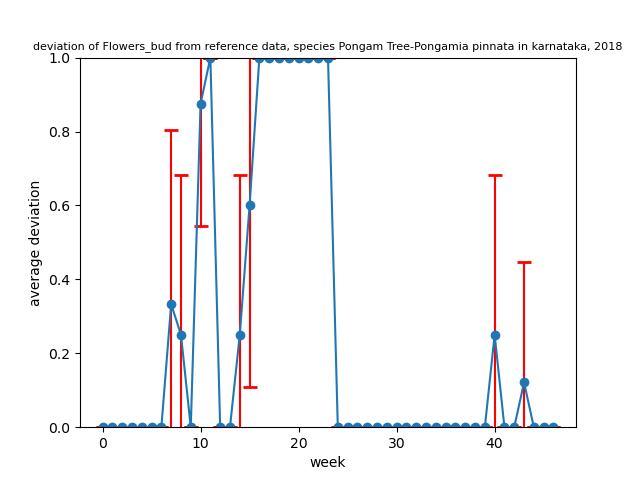 deviation of Flowers_bud from reference data, species Pongam Tree-Pongamia pinnata in karnataka, 2018
1.0
0.8
0.6
0.4
0.2
0.0
average deviation
0 10 20 30 40
week